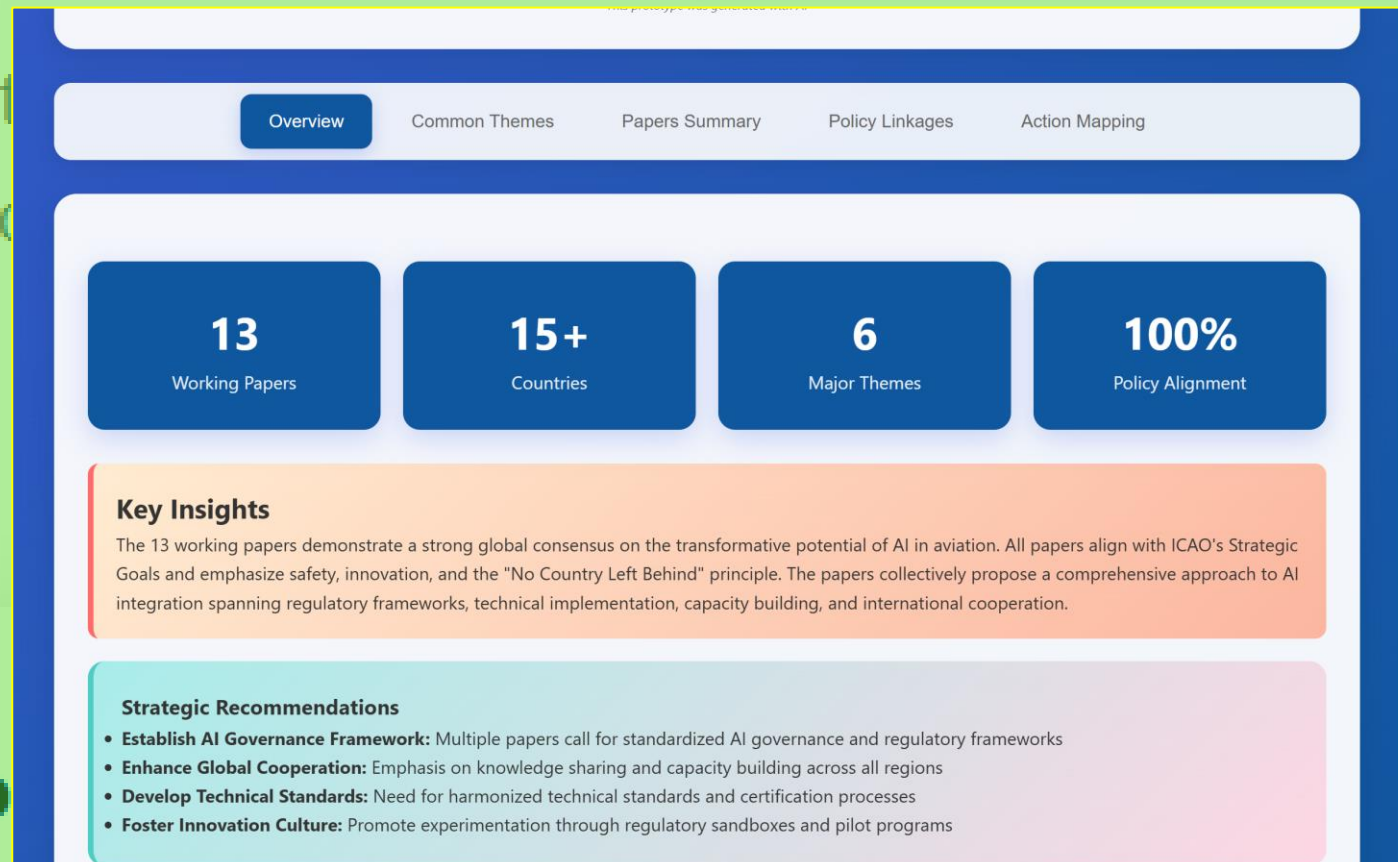 This prototype was generated with AI
Overview
Common Themes
Papers Summary
Policy Linkages
Action Mapping
13
Working Papers
15+
Countries
6
Major Themes
100%
Policy Alignment
Key Insights
The 13 working papers demonstrate a strong global consensus on the transformative potential of AI in aviation. All papers align with ICAO's Strategic
Goals and emphasize safety, innovation, and the "No Country Left Behind" principle. The papers collectively propose a comprehensive approach to AI
integration spanning regulatory frameworks, technical implementation, capacity building, and international cooperation.
Strategic Recommendations
• Establish AI Governance Framework: Multiple papers call for standardized AI governance and regulatory frameworks
• Enhance Global Cooperation: Emphasis on knowledge sharing and capacity building across all regions
• Develop Technical Standards: Need for harmonized technical standards and certification processes
• Foster Innovation Culture: Promote experimentation through regulatory sandboxes and pilot programs